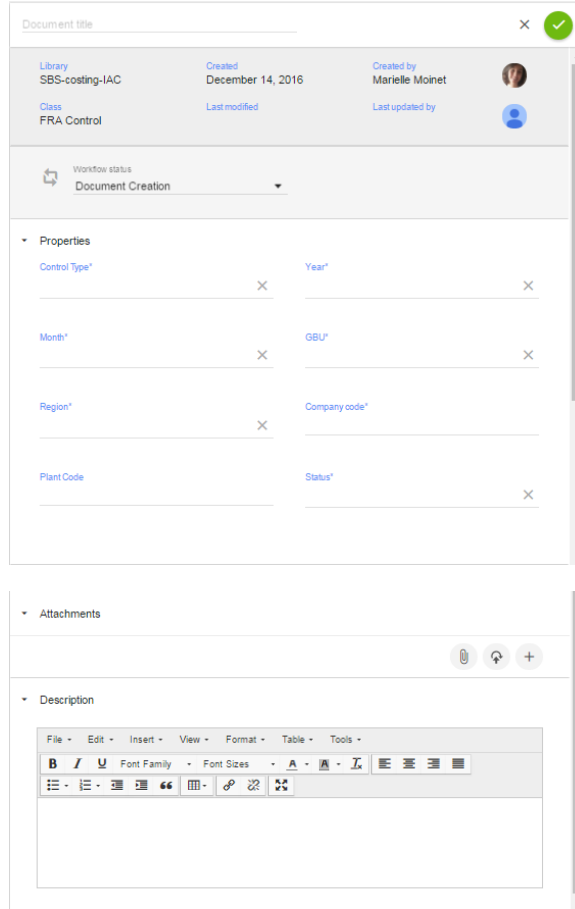 Document title
Library Created Created by
SBS-costing-IAC December 14, 2016 Marielle Moinet
Class Last modified Last updated by
FRA Control
Workflow status
Document Creation
Properties
Control Type* Year*
Month* GBU*
Region* Company code*
Plant Code Status*
Attachments
Description
File Edit Insert View Format Table Tools
B I U Font Family Font Sizes A A Tx